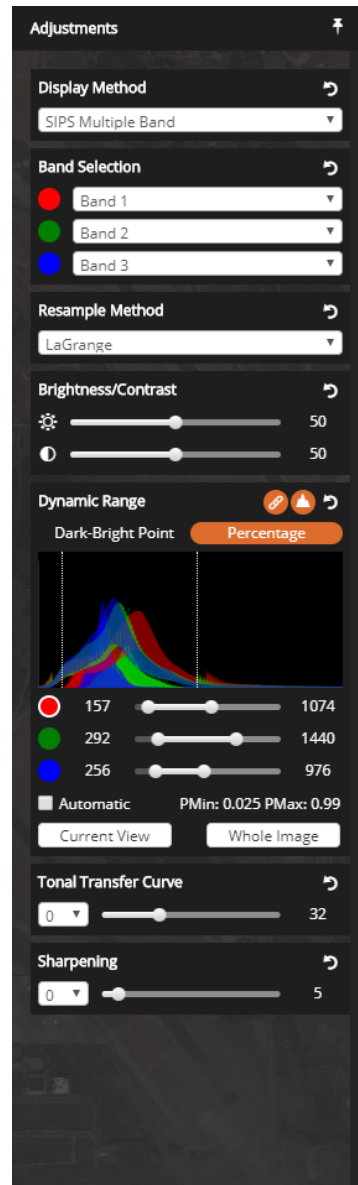 Adjustments
Display Method
SIPS Multiple Band
Band Selection
Band 1
Band 2
Band 3
Resample Method
LaGrange
Brightness/Contrast
50
50
Dynamic Range
Dark-Bright Point Percentage
157 1074
292 1440
256 976
Automatic PMin: 0.025 PMax: 0.99
Current View Whole Image
Tonal Transfer Curve
0 32
Sharpening
0 5